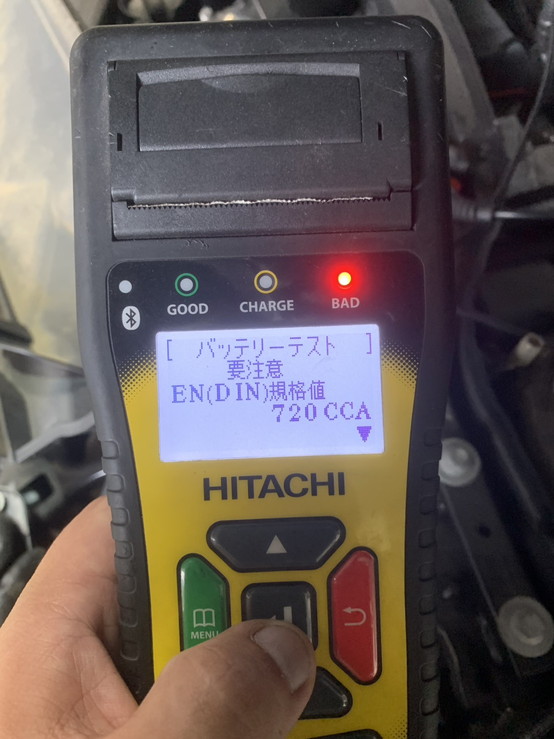 GOOD
CHARGE
BAD
[ バッテリーテスト ]
要注意
EN(DIN)規格値
720 CCA
▼
HITACHI
▲
MENU